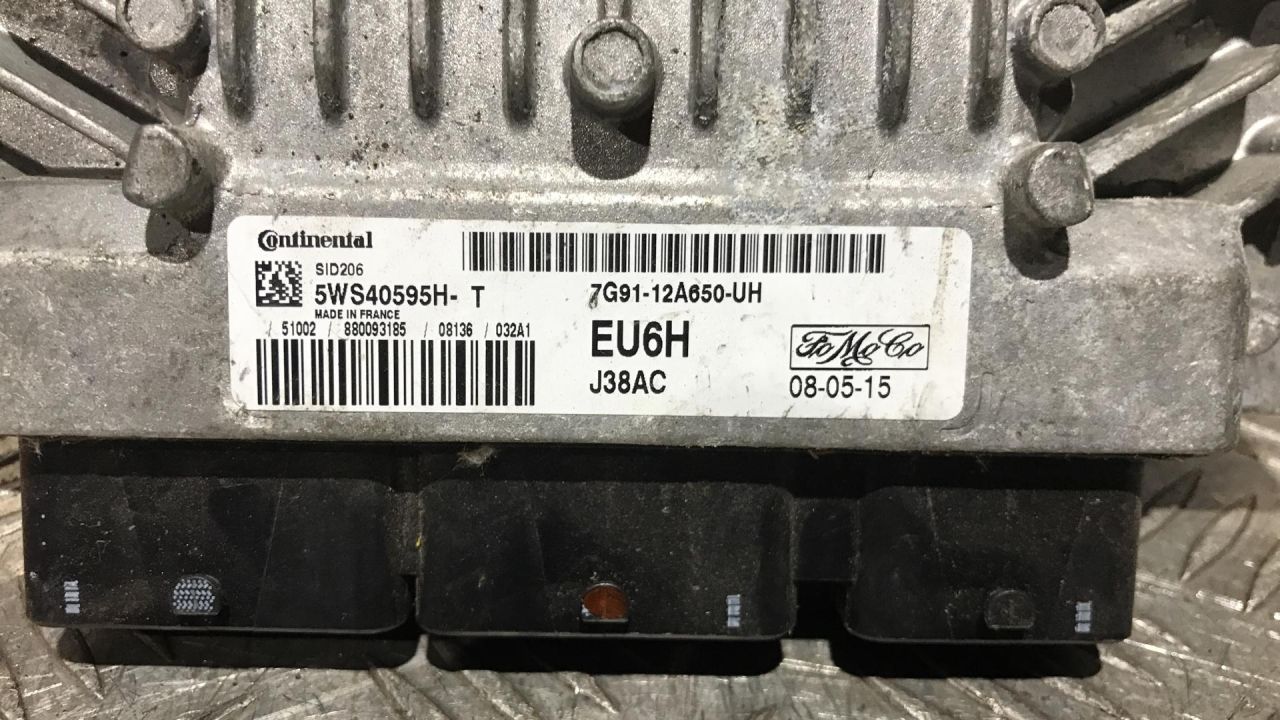 Continental
SID206
5WS40595H- T
MADE IN FRANCE
/ 51002 / 880093185 / 08136 / 032A1
7G91-12A650-UH
EU6H
J38AC
FoMoCo
08-05-15